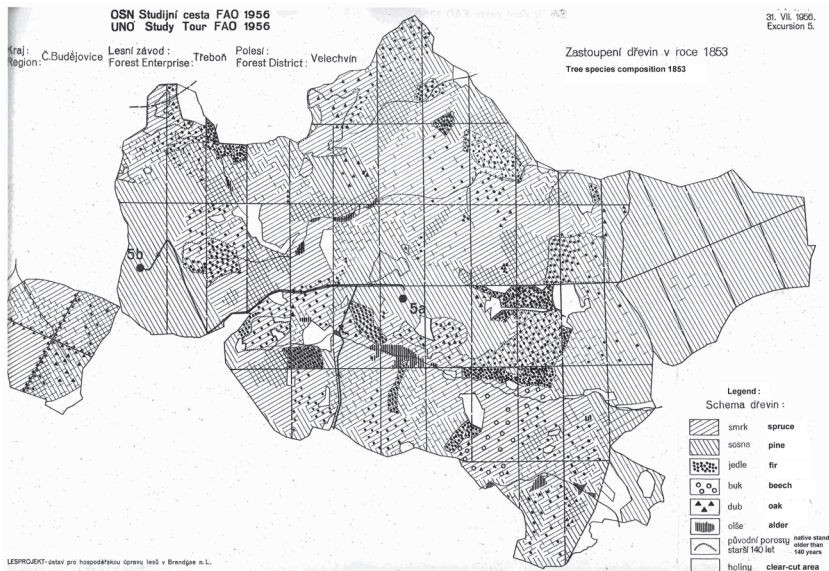 OSN Studijní cesta FAO 1956
UNO Study Tour FAO 1956
31. VII. 1956.
Excursion 5.
Kraj : Č.Budějovice Lesní závod : Třeboň Polesí : Velechvín
Region: Forest Enterprise: Forest District :
Zastoupení dřevin v roce 1853
Tree species composition 1853
5b
5a
Legend :
Schema dřevin :
smrk spruce
sosna pine
jedle fir
buk beech
dub oak
olše alder
původní porosty starší 140 let native stand older than 140 years
holiny clear-cut area
LESPROJEKT- ústav pro hospodářskou úpravu lesů v Brandýse n. L.